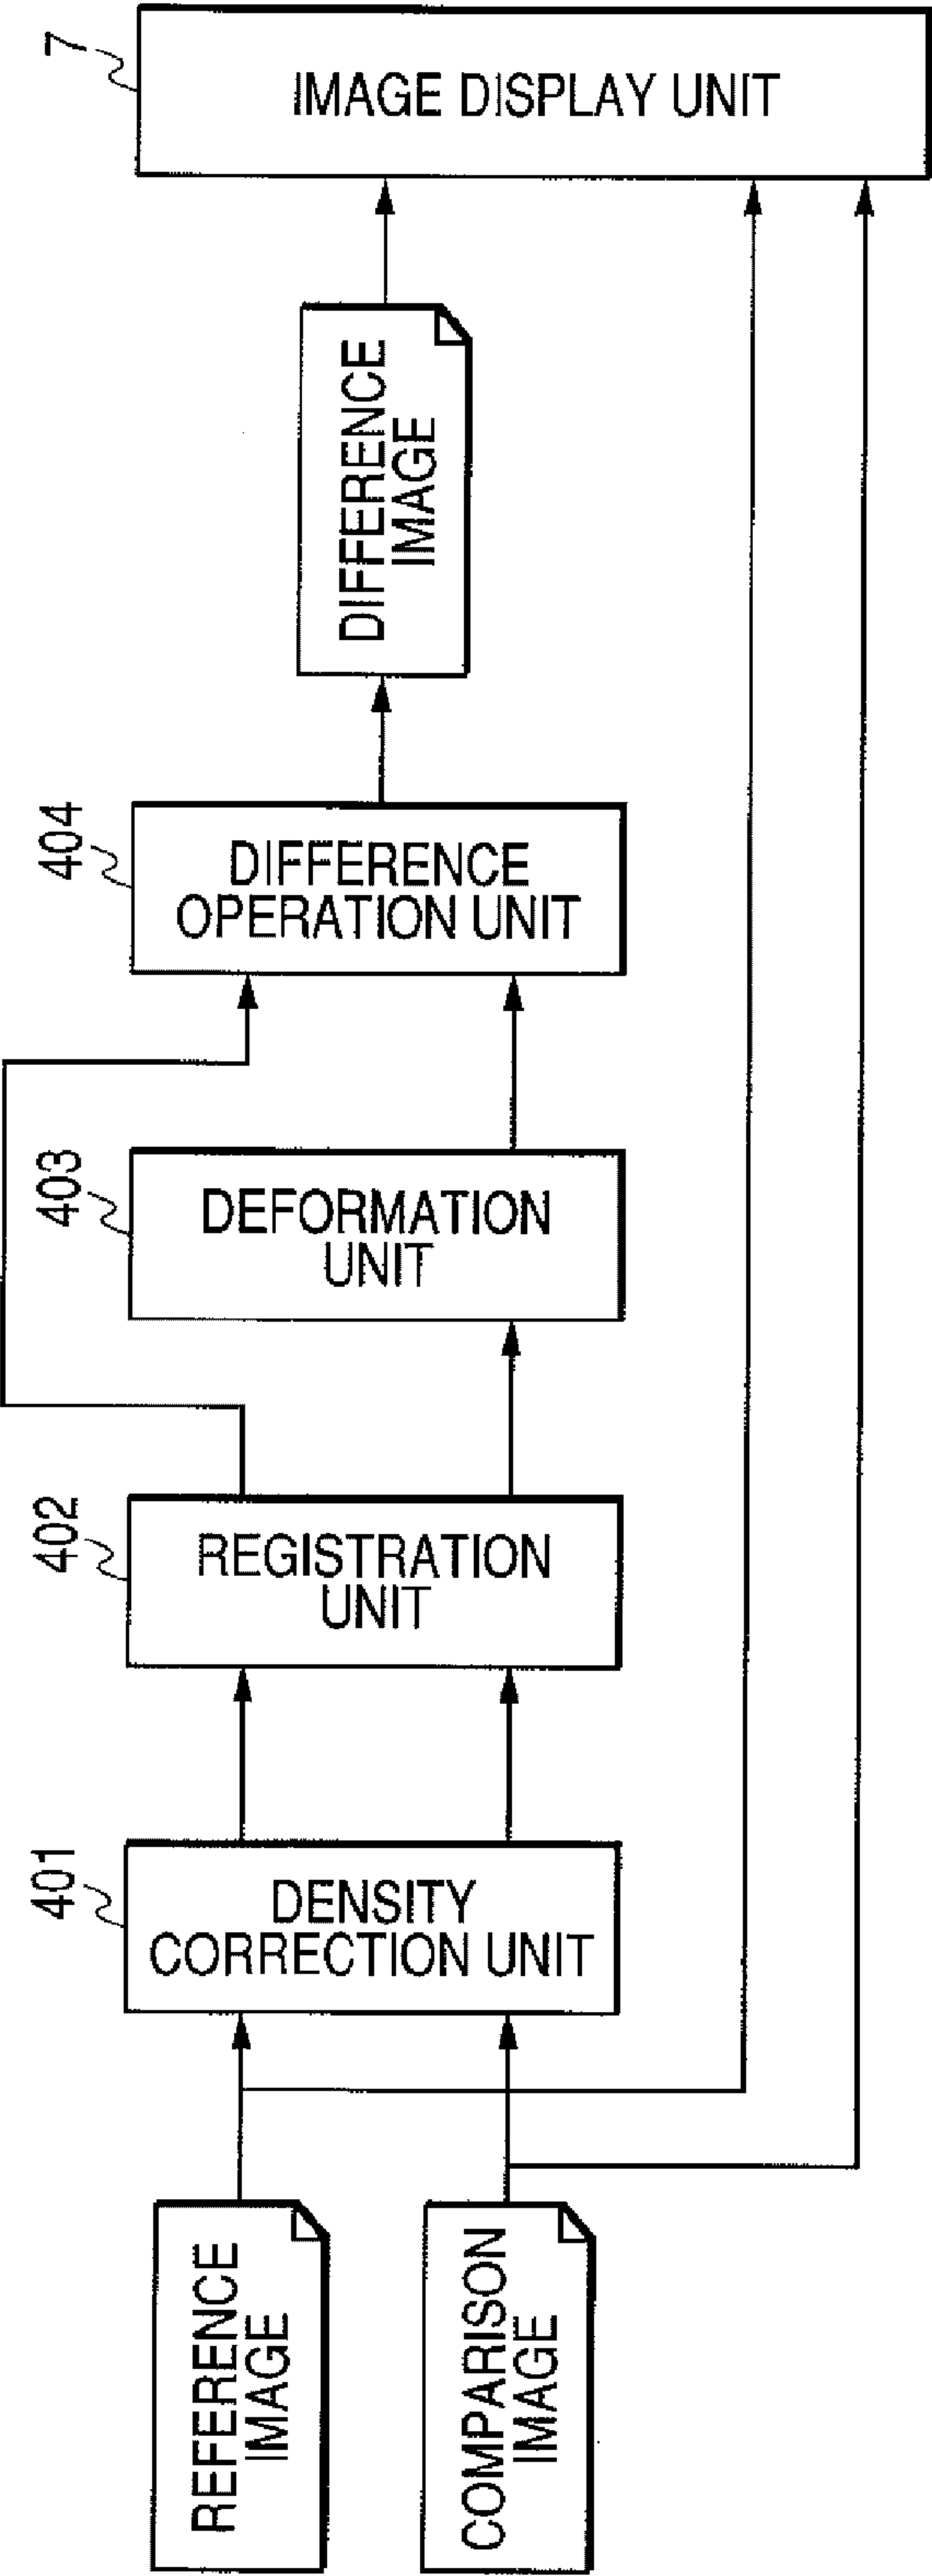 REFERENCE
IMAGE
COMPARISON
IMAGE
401
DENSITY
CORRECTION UNIT
402
REGISTRATION
UNIT
403
DEFORMATION
UNIT
404
DIFFERENCE
OPERATION UNIT
DIFFERENCE
IMAGE
7
IMAGE DISPLAY UNIT